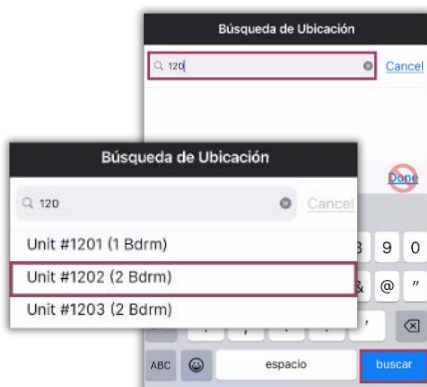 Búsqueda de Ubicación
120
Cancel
Done
Búsqueda de Ubicación
120
Cancel
Unit #1201 (1 Bdrm)
Unit #1202 (2 Bdrm)
Unit #1203 (2 Bdrm)
9 0
& @ "
. , '
ABC espacio buscar